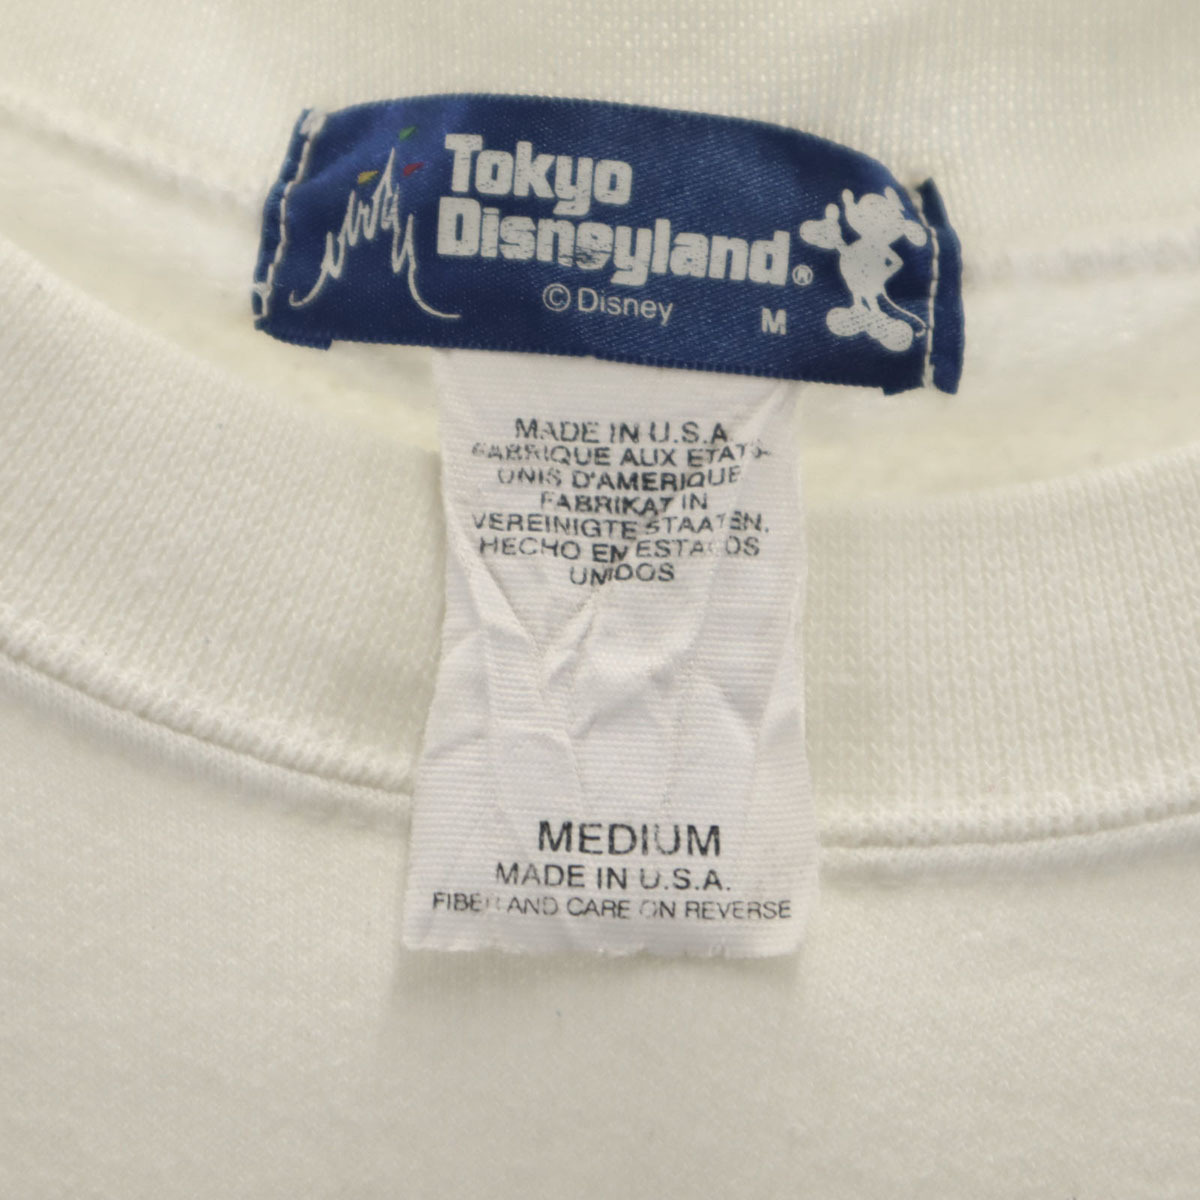 Tokyo
Disneyland®
© Disney
M
MADE IN U.S.A.
FABRIQUE AUX ETATS-
UNIS D'AMERIQUE
FABRIKAT IN
VEREINIGTE STAATEN.
HECHO EN ESTADOS
UNIDOS
MEDIUM
MADE IN U.S.A.
FIBER AND CARE ON REVERSE